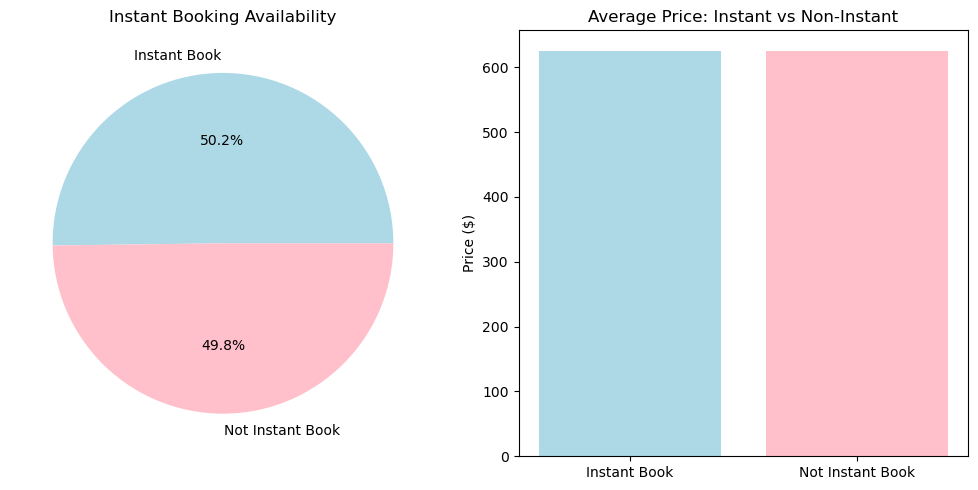 Instant Booking Availability
Instant Book
50.2%
49.8%
Not Instant Book
Average Price: Instant vs Non-Instant
Price ($)
600
500
400
300
200
100
0
Instant Book
Not Instant Book